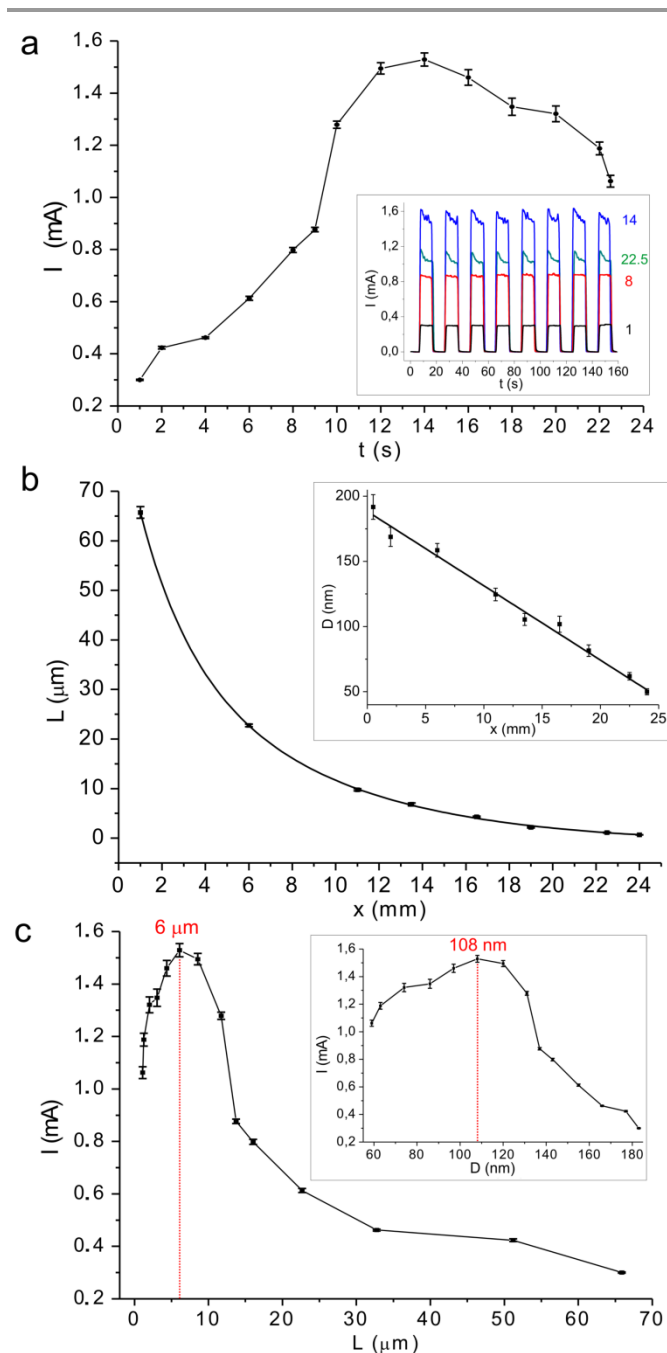 a
1.6
1.4
1.2
1.0
0.8
0.6
0.4
0.2
I (mA)
0 2 4 6 8 10 12 14 16 18 20 22 24
t (s)
1.6
1.2
0.8
0.4
0.0
I (mA)
0 20 40 60 80 100 120 140 160
t (s)
14
22.5
8
1
b
70
60
50
40
30
20
10
0
L (μm)
0 2 4 6 8 10 12 14 16 18 20 22 24
x (mm)
200
150
100
50
D (nm)
0 5 10 15 20 25
x (mm)
c
6 μm
1.6
1.4
1.2
1.0
0.8
0.6
0.4
0.2
I (mA)
0 10 20 30 40 50 60 70
L (μm)
108 nm
1.6
1.4
1.2
1.0
0.8
0.6
0.4
0.2
I (mA)
60 80 100 120 140 160 180
D (nm)